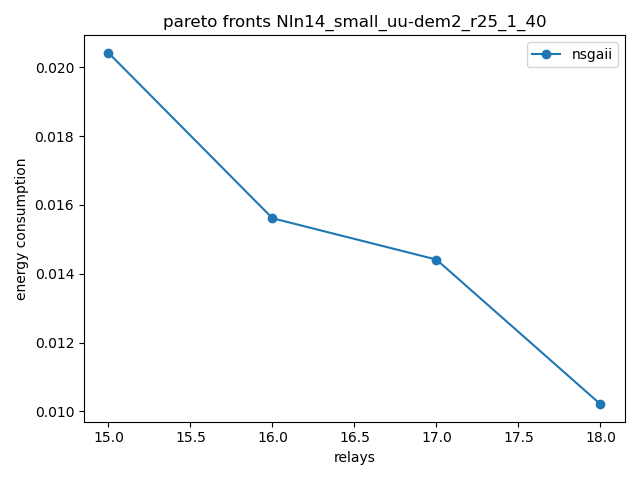 pareto fronts NIn14_small_uu-dem2_r25_1_40
nsgaii
energy consumption
0.020
0.018
0.016
0.014
0.012
0.010
15.0 15.5 16.0 16.5 17.0 17.5 18.0
relays